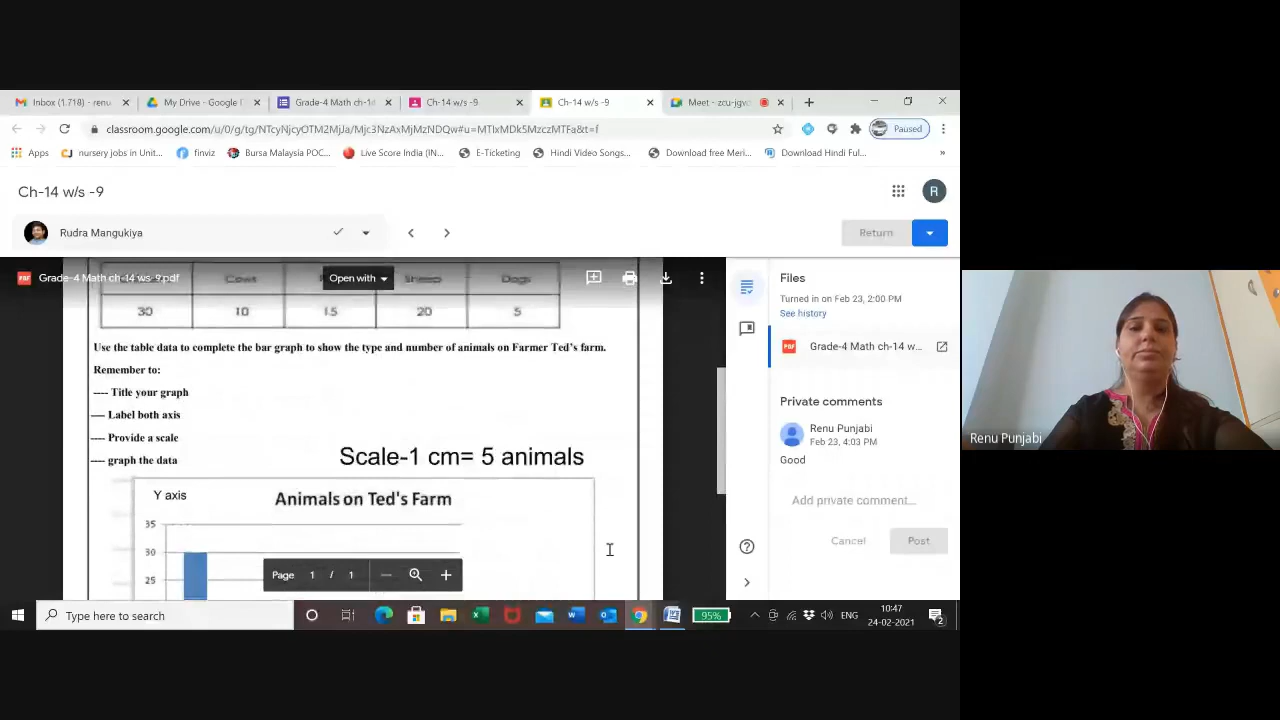 Inbox (1.718) - renu
My Drive - Google
Grade-4 Math ch-1
Ch-14 w/s -9
Ch-14 w/s -9
Meet - zcu-jgv
classroom.google.com/u/0/g/tg/NTcyNjcyOTM2MjJa/Mjc3NzAxMjMzNDQw#u=MTIxMDk5MzczMTFa&t=f
Paused
Apps
nursery jobs in Unit...
finviz
Bursa Malaysia POC...
Live Score India (IN...
E-Ticketing
Hindi Video Songs...
Download free Meri...
Download Hindi Ful...
»
Ch-14 w/s -9
R
Rudra Mangukiya
Return
Grade-4 Math ch-14 ws-9.pdf
Open with
Cows
Sheep
Dogs
30 10 15 20 5
Use the table data to complete the bar graph to show the type and number of animals on Farmer Ted's farm.
Remember to:
---- Title your graph
---- Label both axis
---- Provide a scale
---- graph the data
Scale-1 cm= 5 animals
Y axis
Animals on Ted's Farm
35
30
25
Page 1 / 1
Files
Turned in on Feb 23, 2:00 PM
See history
PDF
Grade-4 Math ch-14 w...
Private comments
Renu Punjabi
Feb 23, 4:03 PM
Good
Add private comment...
Cancel
Post
Renu Punjabi
Type here to search
95%
ENG
10:47
24-02-2021
2